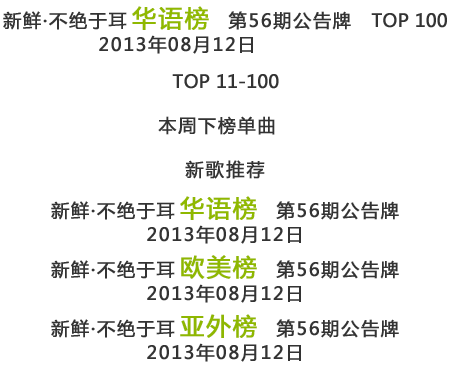 新鲜·不绝于耳 华语榜 第56期公告牌 TOP 100
2013年08月12日
TOP 11-100
本周下榜单曲
新歌推荐
新鲜·不绝于耳 华语榜 第56期公告牌
2013年08月12日
新鲜·不绝于耳 欧美榜 第56期公告牌
2013年08月12日
新鲜·不绝于耳 亚外榜 第56期公告牌
2013年08月12日